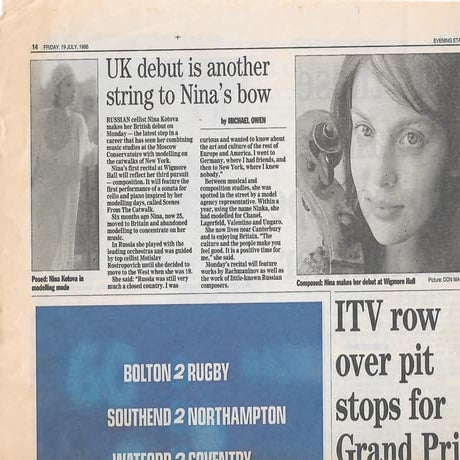 14 FRIDAY, 19 JULY, 1996
EVENING STA
UK debut is another
string to Nina's bow
by MICHAEL OWEN
RUSSIAN cellist Nina Kotova
makes her British debut on
Monday — the latest step in a
career that has seen her combining
music studies at the Moscow
Conservatoire with modelling on
the catwalks of New York.
Nina's first recital at Wigmore
Hall will reflect her third pursuit
— composition. It will feature the
first performance of a sonata for
cello and piano inspired by her
modelling days, called Scenes
From The Catwalk.
Six months ago Nina, now 25,
moved to Britain and abandoned
modelling to concentrate on her
music.
In Russia she played with the
leading orchestras and was guided
by top cellist Mstislav
Rostropovich until she decided to
move to the West when she was 19.
She said: "Russia was still very
much a closed country. I was
curious and wanted to know about
the art and culture of the rest of
Europe and America. I went to
Germany, where I had friends, and
then to New York, where I knew
nobody."
Between musical and
composition studies, she was
spotted in the street by a model
agency representative. Within a
year, using the name Ninka, she
had modelled for Chanel,
Lagerfeld, Valentino and Ungaro.
She now lives near Canterbury
and is enjoying Britain. "The
culture and the people make you
feel good. It is a positive time for
me," she said.
Monday's recital will feature
works by Rachmaninov as well as
the work of little-known Russian
composers.
Posed: Nina Kotova in
modelling mode
Composed: Nina makes her debut at Wigmore Hall
Picture: DON
BOLTON 2 RUGBY
SOUTHEND 2 NORTHAMPTON
WATFORD 2 COVENTRY
ITV row
over pit
stops for
Grand Pri